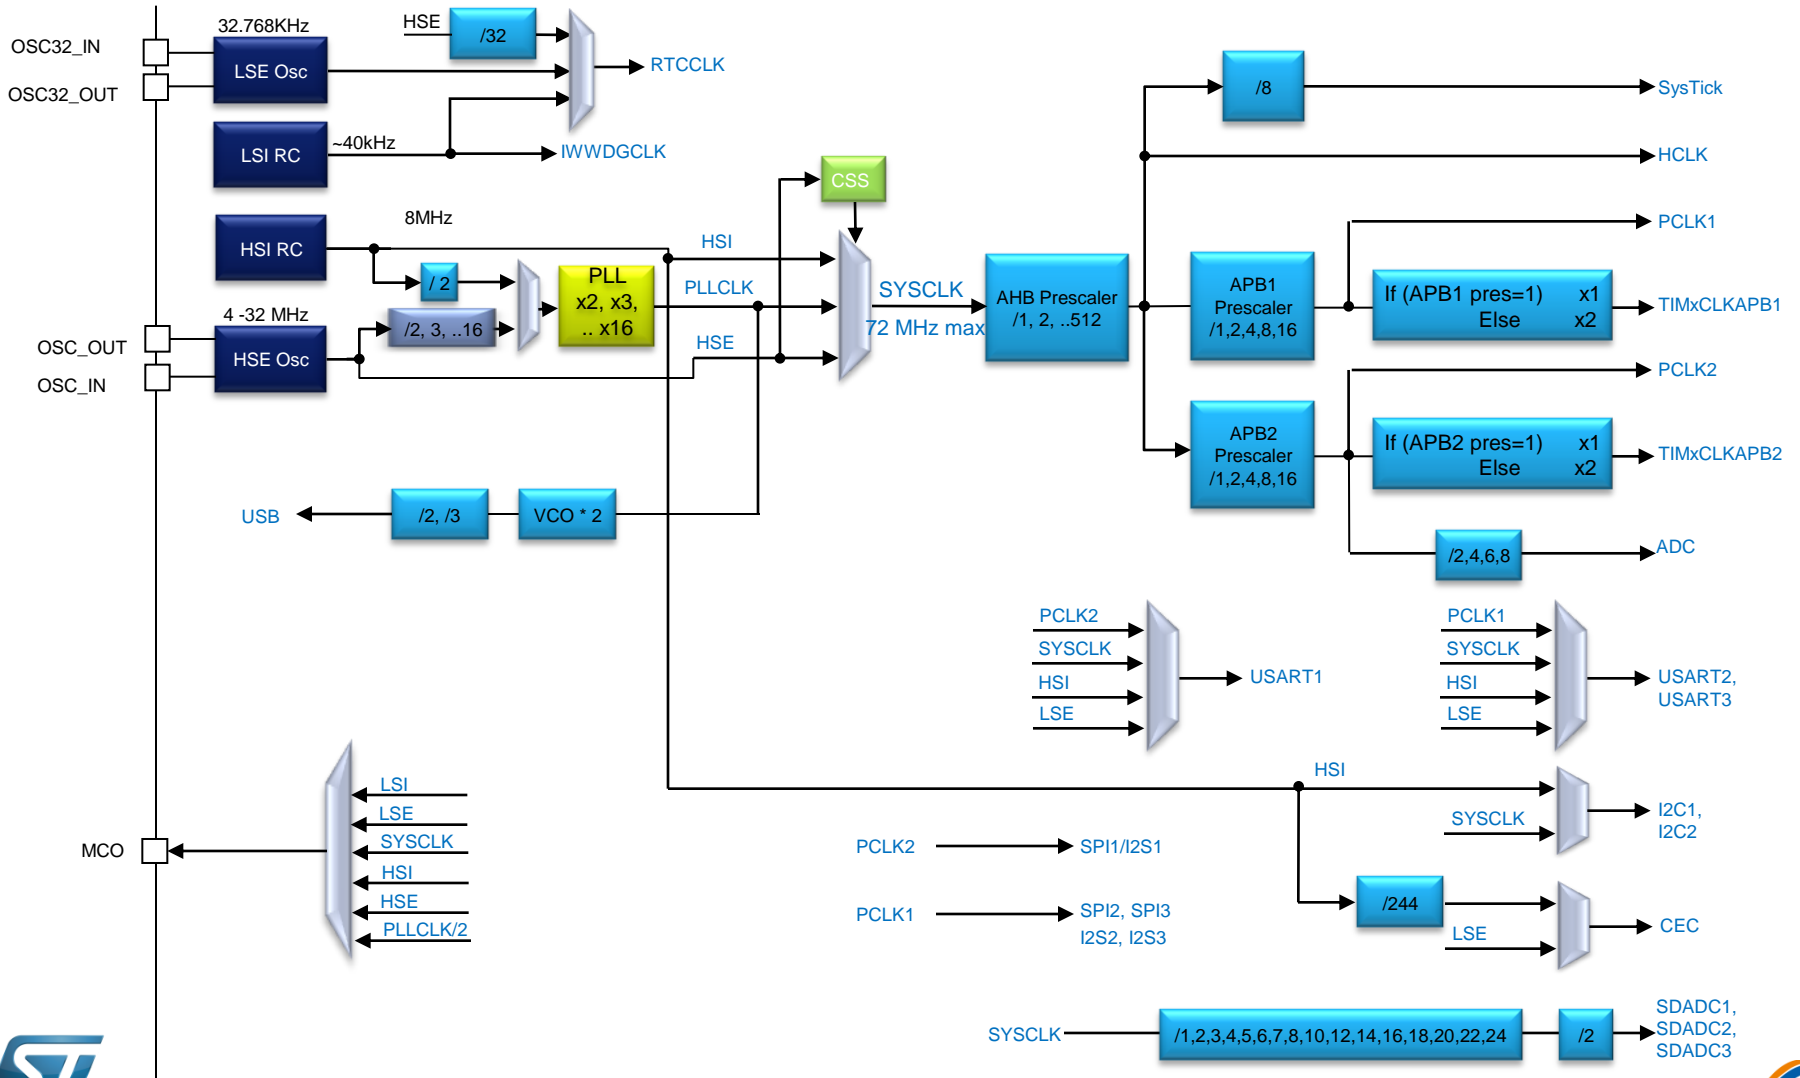 OSC32_IN
OSC32_OUT
32.768KHz
LSE Osc
HSE
/32
RTCCLK
LSI RC
~40kHz
IWWDGCLK
HSI RC
8MHz
/ 2
4 -32 MHz
/2, 3, ..16
OSC_OUT
OSC_IN
HSE Osc
PLL
x2, x3,
.. x16
HSI
PLLCLK
HSE
CSS
SYSCLK
72 MHz max
AHB Prescaler
/1, 2, ..512
/8
SysTick
HCLK
PCLK1
APB1
Prescaler
/1,2,4,8,16
If (APB1 pres=1) x1
Else x2
TIMxCLKAPB1
PCLK2
APB2
Prescaler
/1,2,4,8,16
If (APB2 pres=1) x1
Else x2
TIMxCLKAPB2
USB
/2, /3
VCO * 2
/2,4,6,8
ADC
PCLK2
SYSCLK
HSI
LSE
USART1
PCLK1
SYSCLK
HSI
LSE
USART2,
USART3
MCO
LSI
LSE
SYSCLK
HSI
HSE
PLLCLK/2
HSI
SYSCLK
I2C1,
I2C2
PCLK2
SPI1/I2S1
PCLK1
SPI2, SPI3
I2S2, I2S3
/244
LSE
CEC
SYSCLK
/1,2,3,4,5,6,7,8,10,12,14,16,18,20,22,24
/2
SDADC1,
SDADC2,
SDADC3
ST